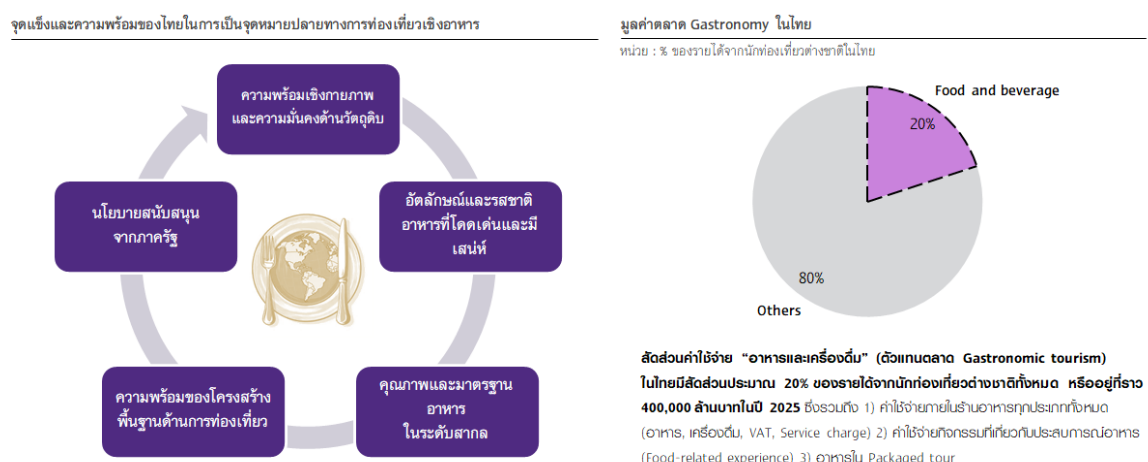 จุดแข็งและความพร้อมของไทยในการเป็นจุดหมายปลายทางการท่องเที่ยวเชิงอาหาร
ความพร้อมเชิงกายภาพ
และความมั่นคงด้านวัตถุดิบ
อัตลักษณ์และรสชาติ
อาหารที่โดดเด่นและมี
เสน่ห์
คุณภาพและมาตรฐาน
อาหาร
ในระดับสากล
ความพร้อมของโครงสร้าง
พื้นฐานด้านการท่องเที่ยว
นโยบายสนับสนุน
จากภาครัฐ
มูลค่าตลาด Gastronomy ในไทย
หน่วย : % ของรายได้จากนักท่องเที่ยวต่างชาติในไทย
Food and beverage
20%
80%
Others
สัดส่วนค่าใช้จ่าย “อาหารและเครื่องดื่ม” (ตัวแทนตลาด Gastronomic tourism)
ในไทยมีสัดส่วนประมาณ 20% ของรายได้จากนักท่องเที่ยวต่างชาติทั้งหมด หรืออยู่ที่ราว
400,000 ล้านบาทในปี 2025 ซึ่งรวมถึง 1) ค่าใช้จ่ายภายในร้านอาหารทุกประเภททั้งหมด
(อาหาร, เครื่องดื่ม, VAT, Service charge) 2) ค่าใช้จ่ายกิจกรรมที่เกี่ยวกับประสบการณ์อาหาร
(Food-related experience) 3) อาหารใน Packaged tour